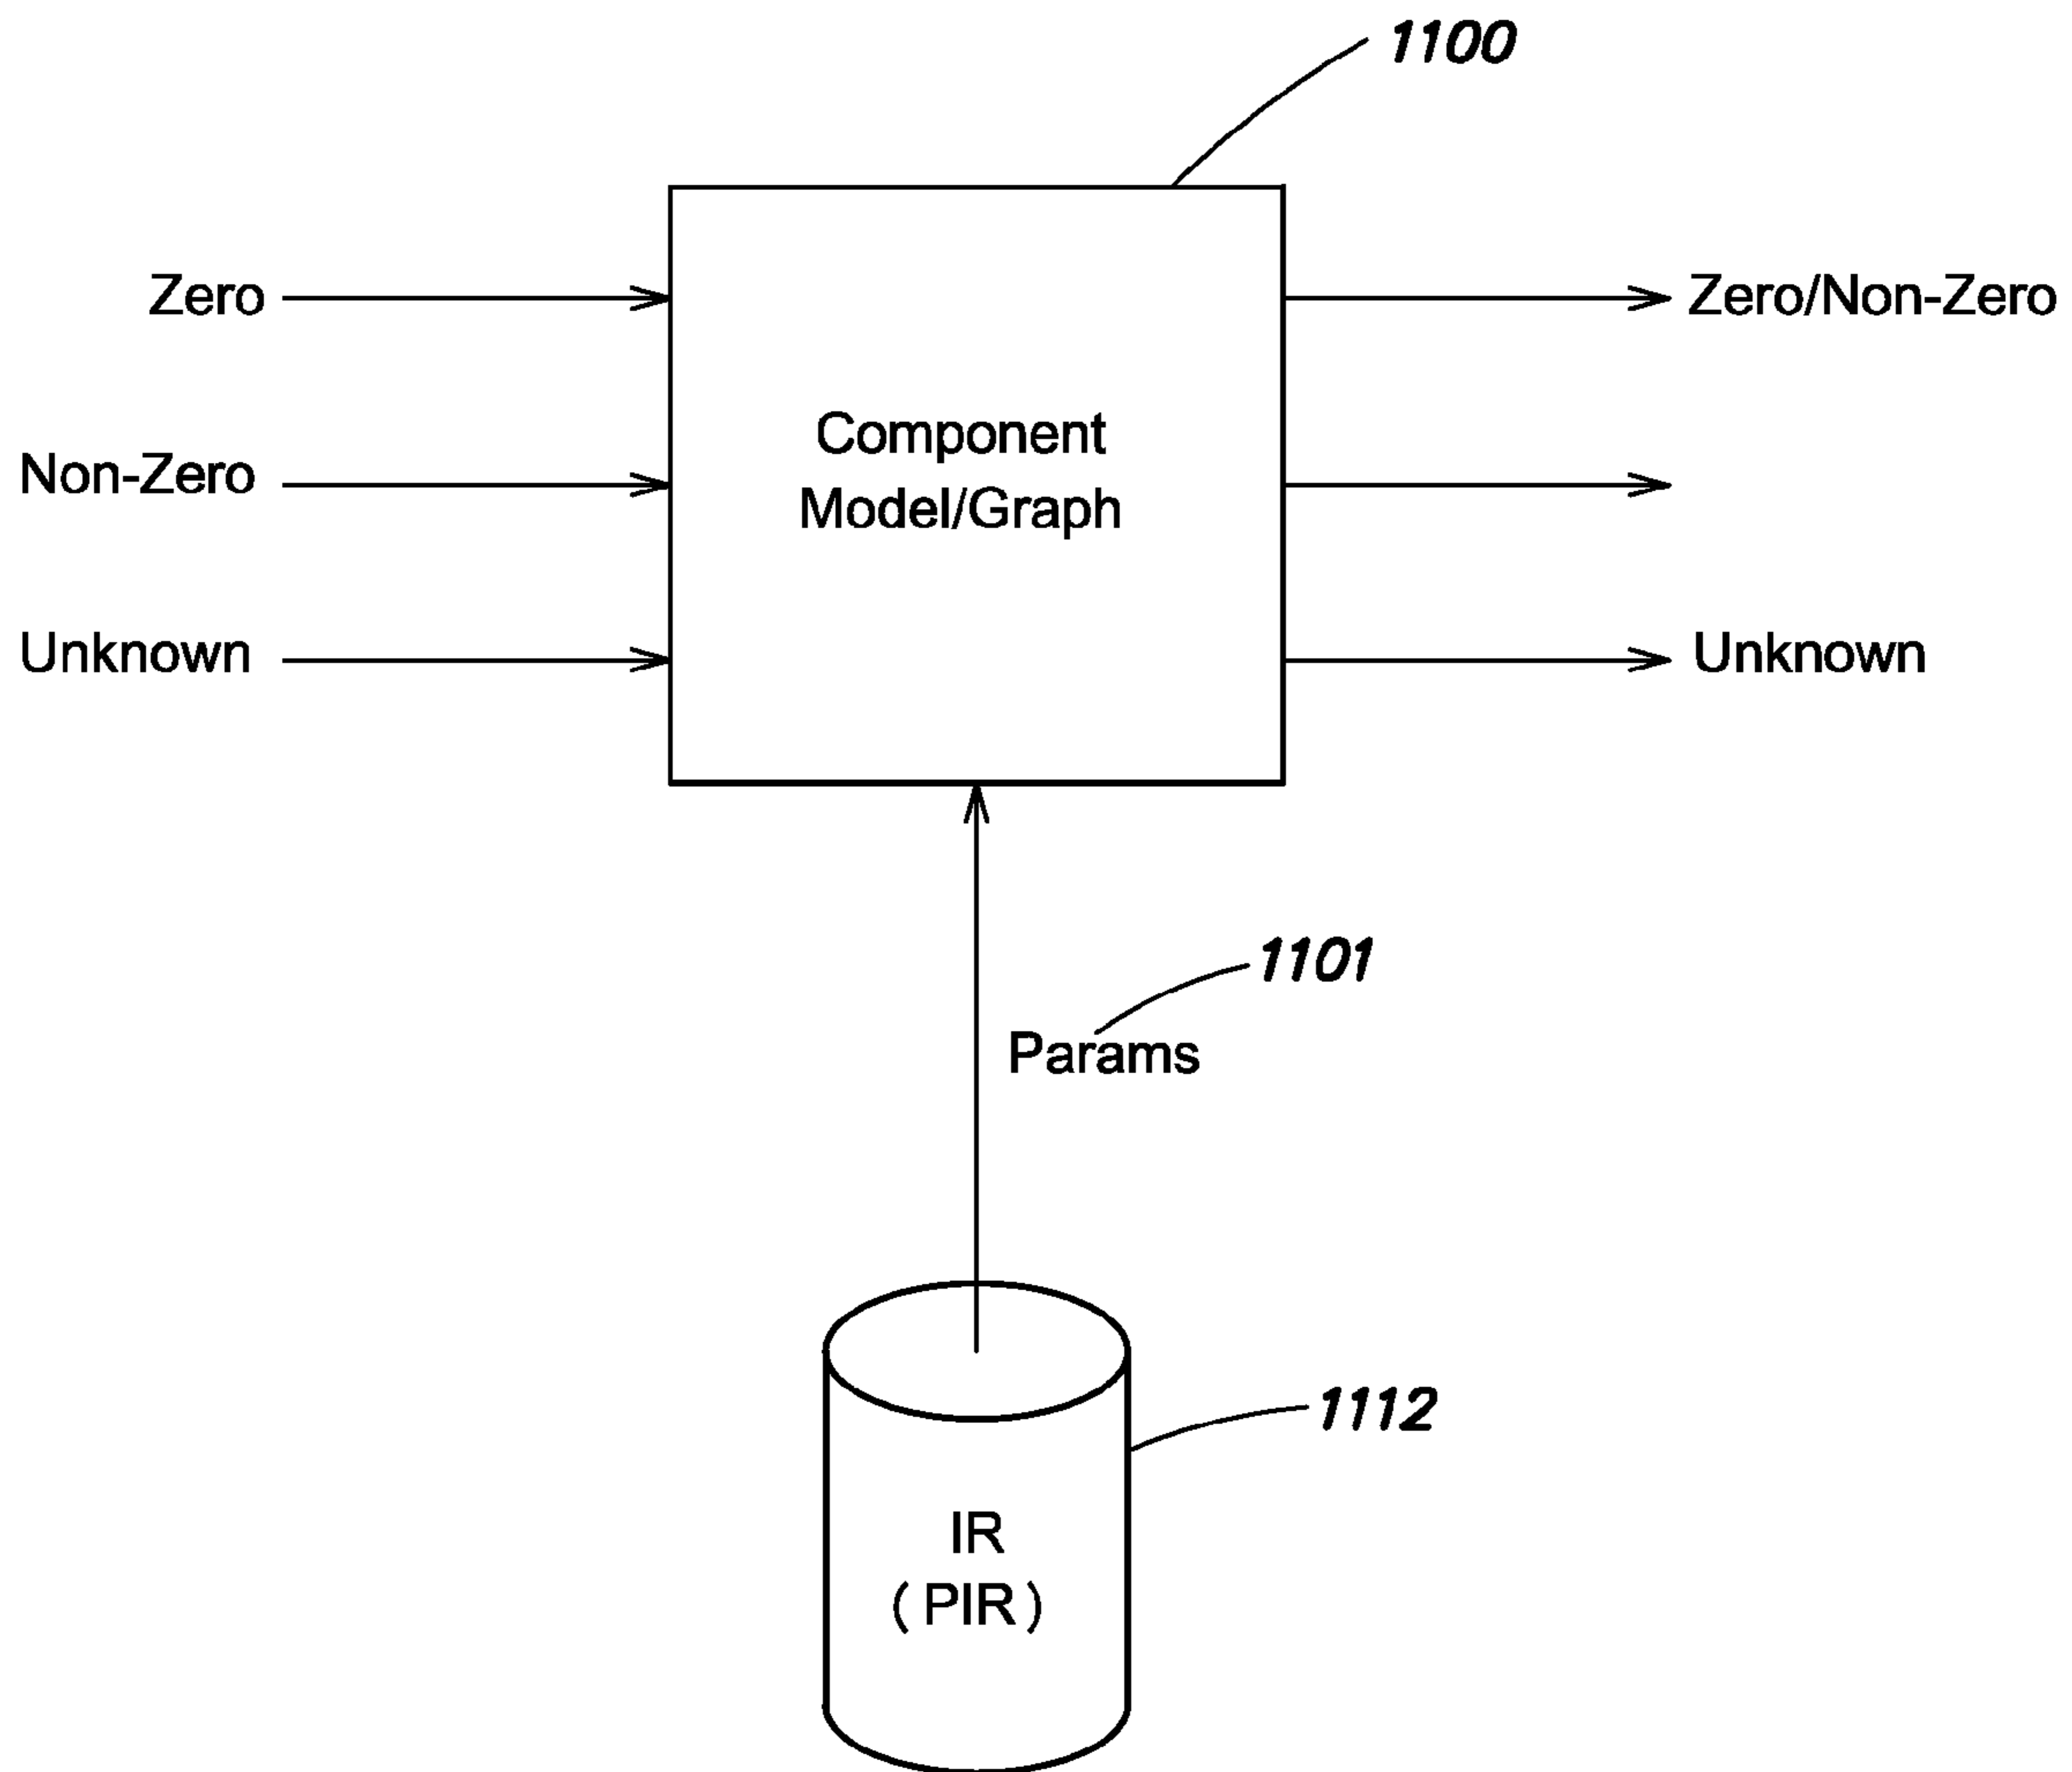 1100
Zero
Zero/Non-Zero
Component
Model/Graph
Non-Zero
Unknown
Unknown
1101
Params
1112
IR
(PIR)